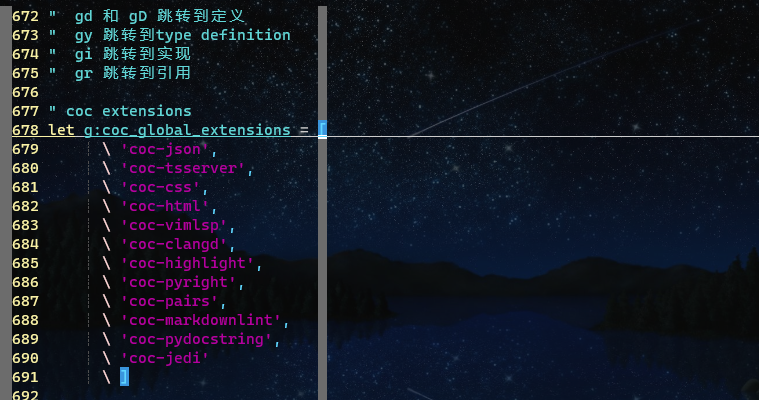 672 "  gd 和 gD 跳转到定义
673 "  gy 跳转到type definition
674 "  gi 跳转到实现
675 "  gr 跳转到引用
676
677 " coc extensions
678 let g:coc_global_extensions = [
679       \ 'coc-json',
680       \ 'coc-tsserver',
681       \ 'coc-css',
682       \ 'coc-html',
683       \ 'coc-vimlsp',
684       \ 'coc-clangd',
685       \ 'coc-highlight',
686       \ 'coc-pyright',
687       \ 'coc-pairs',
688       \ 'coc-markdownlint',
689       \ 'coc-pydocstring',
690       \ 'coc-jedi'
691       \ ]
692